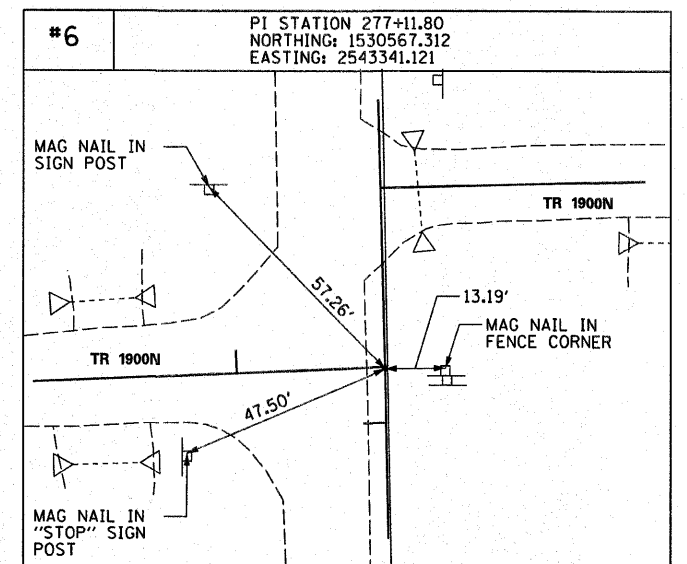 #6
PI STATION 277+11.80
NORTHING: 1530567.312
EASTING: 2543341.121
MAG NAIL IN
SIGN POST
TR 1900N
57.26'
13.19'
MAG NAIL IN
FENCE CORNER
TR 1900N
47.50'
MAG NAIL IN
"STOP" SIGN
POST